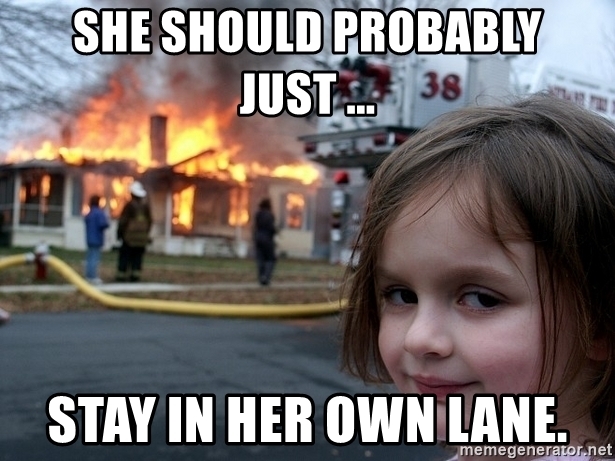 SHE SHOULD PROBABLY
JUST ...
38
STAY IN HER OWN LANE.
memegenerator.net